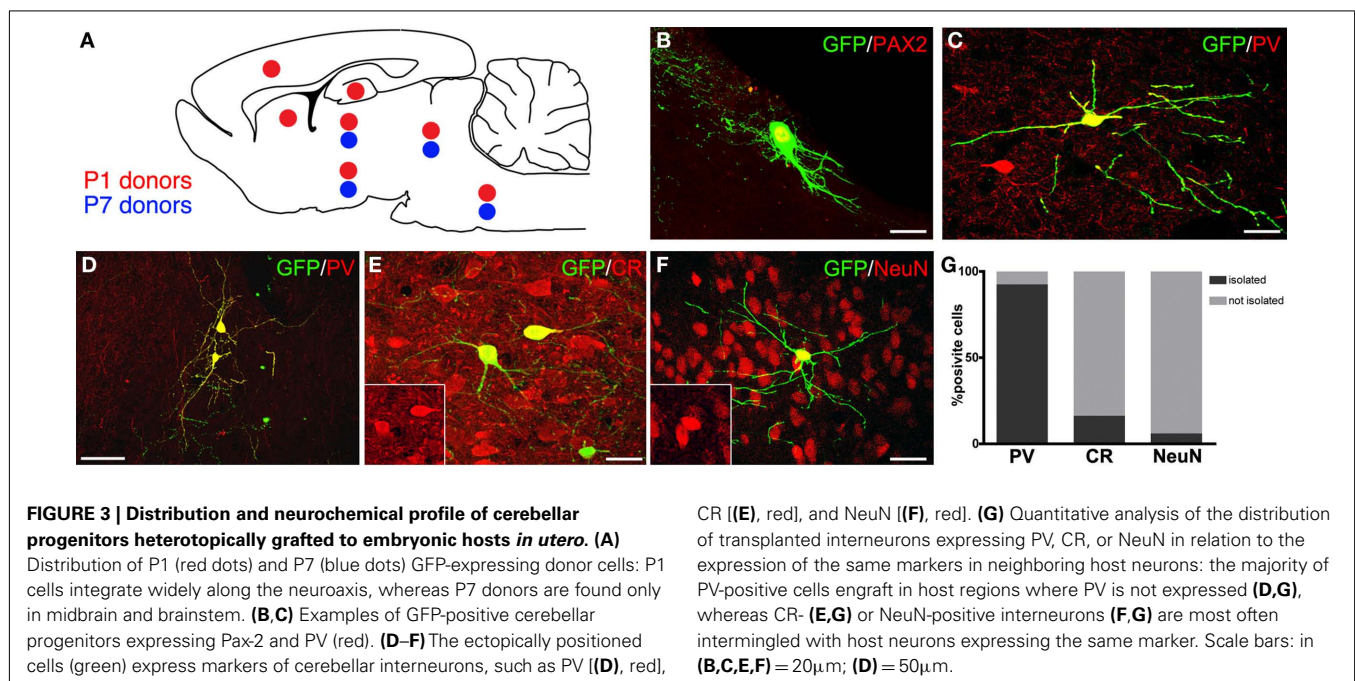 A
P1 donors
P7 donors
B
GFP/PAX2
C
GFP/PV
D
GFP/PV
E
GFP/CR
F
GFP/NeuN
G
100
50
0
%posivite cells
PV
CR
NeuN
isolated
not isolated
FIGURE 3 | Distribution and neurochemical profile of cerebellar
progenitors heterotopically grafted to embryonic hosts in utero. (A)
Distribution of P1 (red dots) and P7 (blue dots) GFP-expressing donor cells: P1
cells integrate widely along the neuroaxis, whereas P7 donors are found only
in midbrain and brainstem. (B,C) Examples of GFP-positive cerebellar
progenitors expressing Pax-2 and PV (red). (D–F) The ectopically positioned
cells (green) express markers of cerebellar interneurons, such as PV [(D), red],
CR [(E), red], and NeuN [(F), red]. (G) Quantitative analysis of the distribution
of transplanted interneurons expressing PV, CR, or NeuN in relation to the
expression of the same markers in neighboring host neurons: the majority of
PV-positive cells engraft in host regions where PV is not expressed (D,G),
whereas CR- (E,G) or NeuN-positive interneurons (F,G) are most often
intermingled with host neurons expressing the same marker. Scale bars: in
(B,C,E,F) = 20μm; (D) = 50μm.